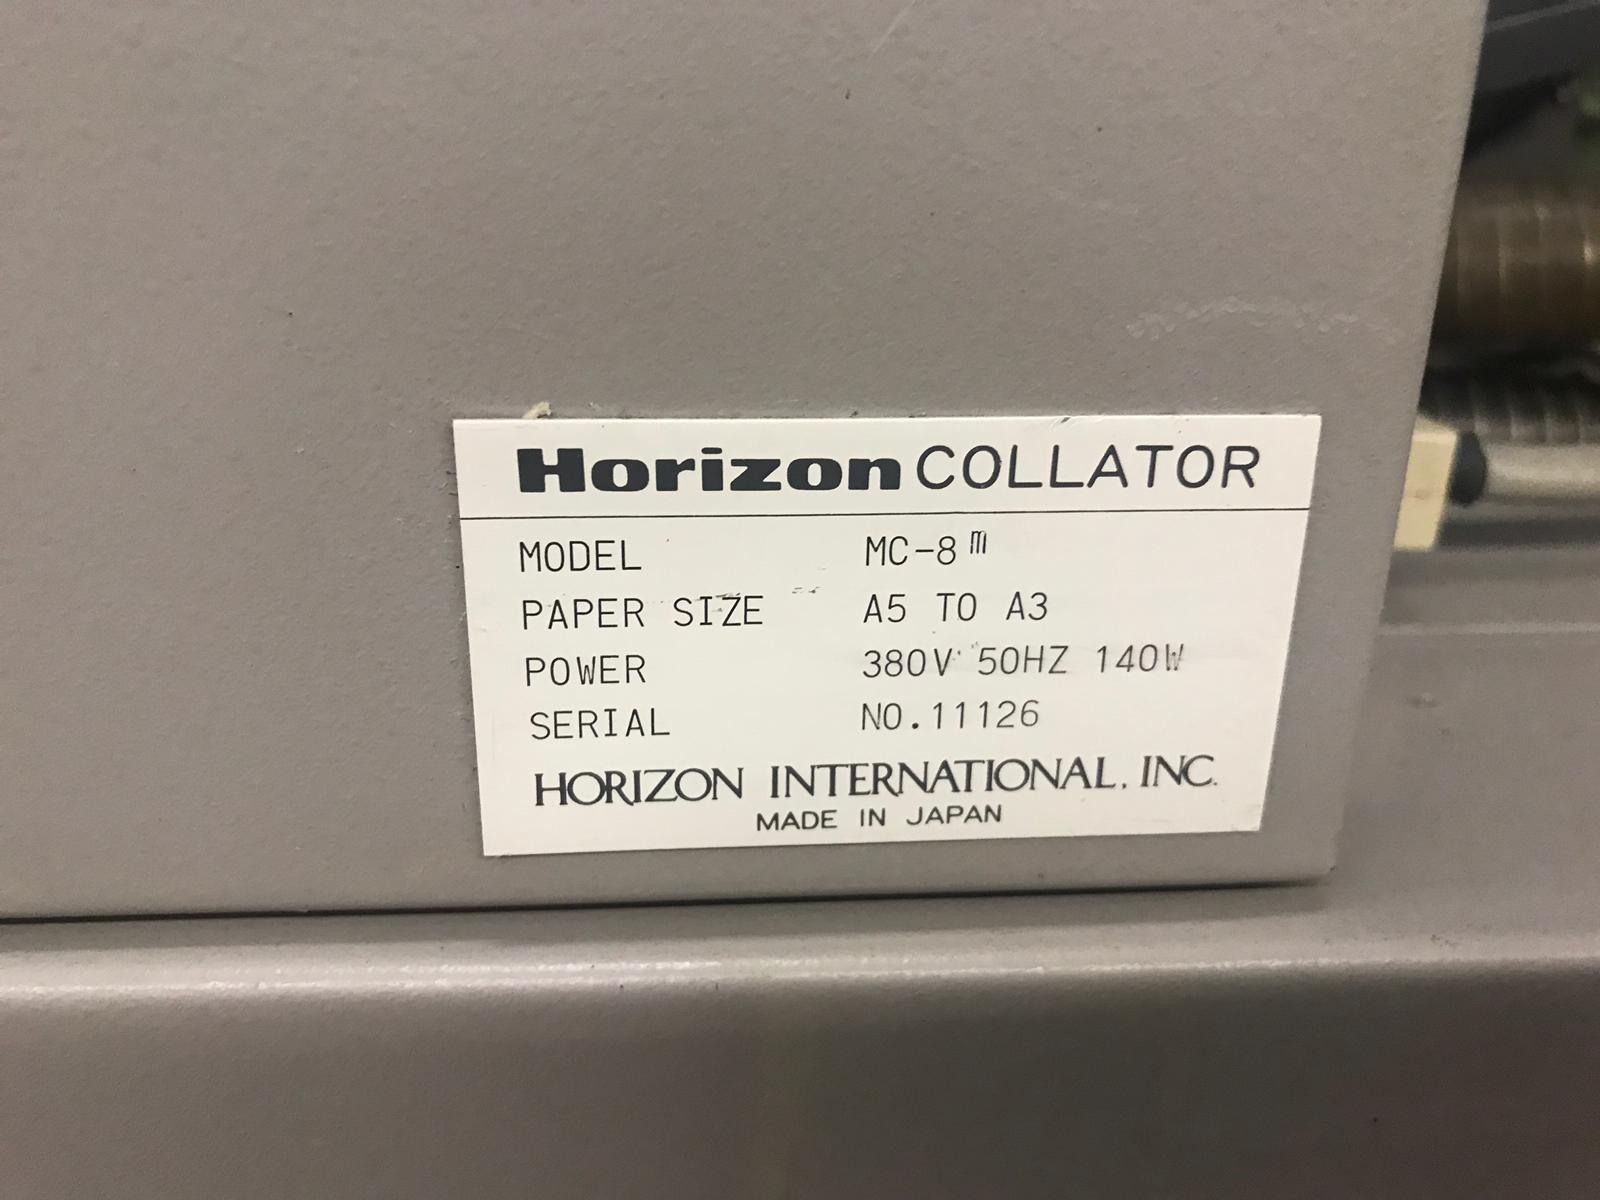 Horizon COLLATOR
MODEL MC-8 m
PAPER SIZE A5 TO A3
POWER 380V 50HZ 140W
SERIAL NO.11126
HORIZON INTERNATIONAL, INC.
MADE IN JAPAN